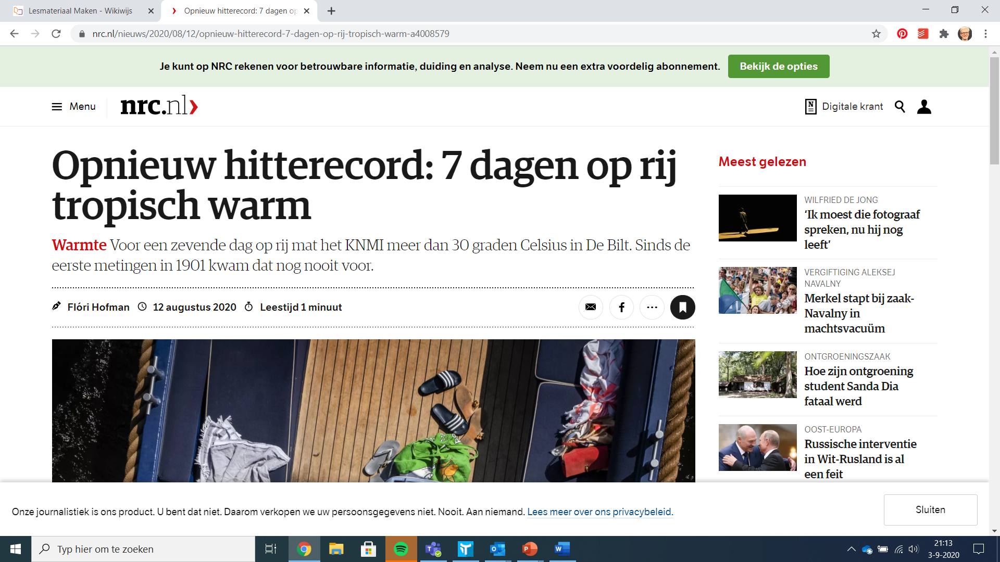 Lesmateriaal Maken - Wikiwijs
Opnieuw hitterecord: 7 dagen op
nrc.nl/nieuws/2020/08/12/opnieuw-hitterecord-7-dagen-op-rij-tropisch-warm-a4008579
Je kunt op NRC rekenen voor betrouwbare informatie, duiding en analyse. Neem nu een extra voordelig abonnement.
Bekijk de opties
Menu
nrc.nl
Digitale krant
Opnieuw hitterecord: 7 dagen op rij
tropisch warm
Warmte Voor een zevende dag op rij mat het KNMI meer dan 30 graden Celsius in De Bilt. Sinds de
eerste metingen in 1901 kwam dat nog nooit voor.
Flóri Hofman 12 augustus 2020 Leestijd 1 minuut
Meest gelezen
WILFRIED DE JONG
‘Ik moest die fotograaf
spreken, nu hij nog
leeft’
VERGIFTIGING ALEKSEJ
NAVALNY
Merkel stapt bij zaak-
Navalny in
machtsvacuüm
ONTGROENINGSZAAK
Hoe zijn ontgroening
student Sanda Dia
fataal werd
OOST-EUROPA
Russische interventie
in Wit-Rusland is al
een feit
Onze journalistiek is ons product. U bent dat niet. Daarom verkopen we uw persoonsgegevens niet. Nooit. Aan niemand. Lees meer over ons privacybeleid.
Sluiten
Typ hier om te zoeken
21:13
3-9-2020